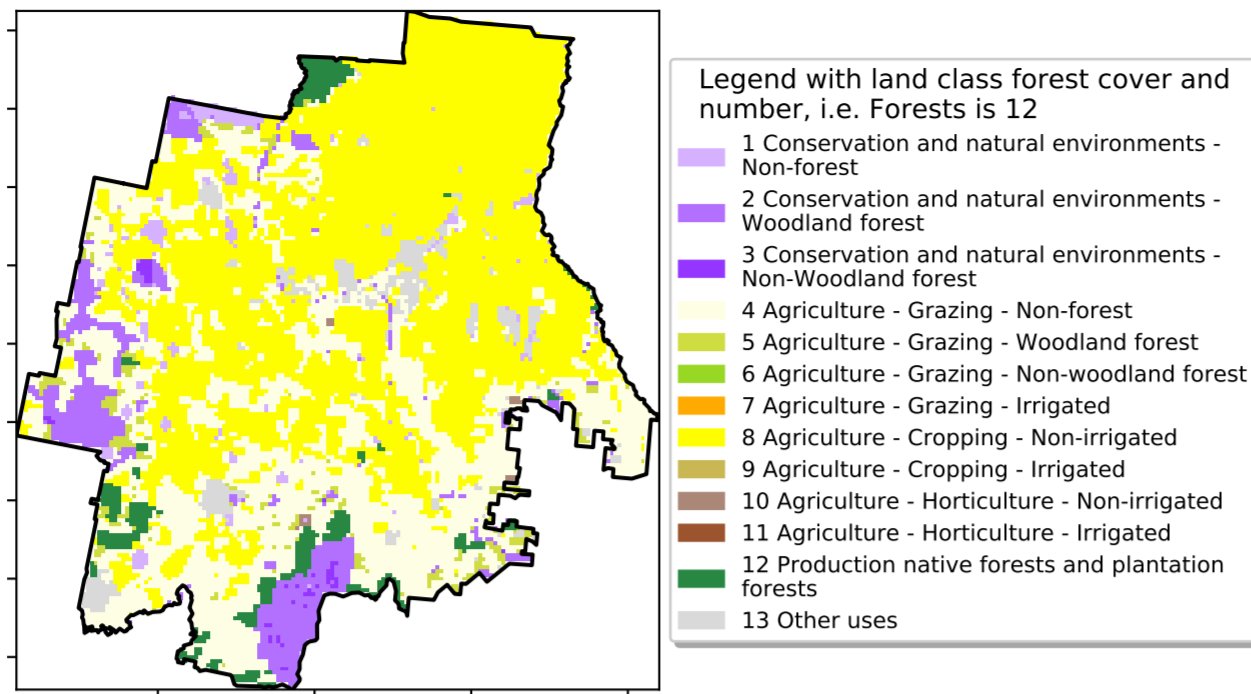 Legend with land class forest cover and
number, i.e. Forests is 12
1 Conservation and natural environments -
Non-forest
2 Conservation and natural environments -
Woodland forest
3 Conservation and natural environments -
Non-Woodland forest
4 Agriculture - Grazing - Non-forest
5 Agriculture - Grazing - Woodland forest
6 Agriculture - Grazing - Non-woodland forest
7 Agriculture - Grazing - Irrigated
8 Agriculture - Cropping - Non-irrigated
9 Agriculture - Cropping - Irrigated
10 Agriculture - Horticulture - Non-irrigated
11 Agriculture - Horticulture - Irrigated
12 Production native forests and plantation
forests
13 Other uses